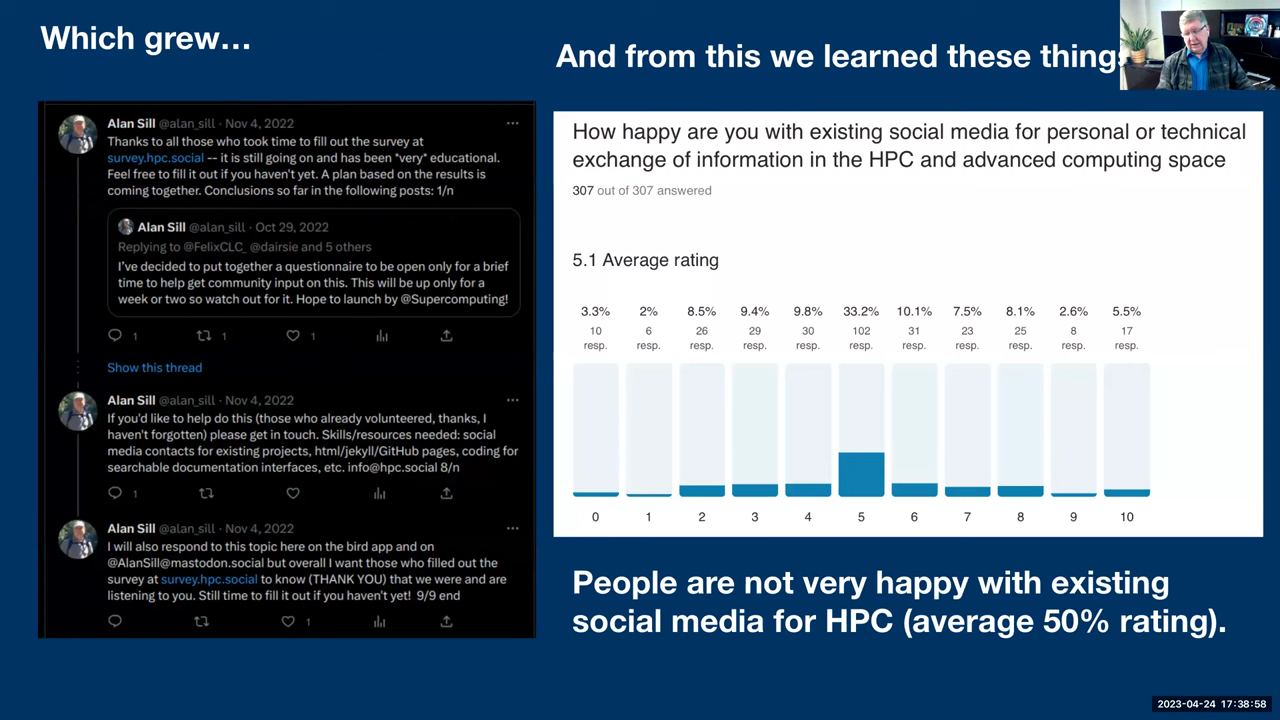 Which grew...
And from this we learned these things
Alan Sill @alan_sill · Nov 4, 2022
Thanks to all those who took time to fill out the survey at
survey.hpc.social -- it is still going on and has been *very* educational.
Feel free to fill it out if you haven't yet. A plan based on the results is
coming together. Conclusions so far in the following posts: 1/n
Alan Sill @alan_sill · Oct 29, 2022
Replying to @FelixCLC_ @dairsie and 5 others
I've decided to put together a questionnaire to be open only for a brief
time to help get community input on this. This will be up only for a
week or two so watch out for it. Hope to launch by @Supercomputing!
1 1 1
Show this thread
Alan Sill @alan_sill · Nov 4, 2022
If you'd like to help do this (those who already volunteered, thanks, I
haven't forgotten) please get in touch. Skills/resources needed: social
media contacts for existing projects, html/jekyll/GitHub pages, coding for
searchable documentation interfaces, etc. info@hpc.social 8/n
1
Alan Sill @alan_sill · Nov 4, 2022
I will also respond to this topic here on the bird app and on
@AlanSill@mastodon.social but overall I want those who filled out the
survey at survey.hpc.social to know (THANK YOU) that we were and are
listening to you. Still time to fill it out if you haven't yet! 9/9 end
1
How happy are you with existing social media for personal or technical
exchange of information in the HPC and advanced computing space
307 out of 307 answered
5.1 Average rating
3.3% 2% 8.5% 9.4% 9.8% 33.2% 10.1% 7.5% 8.1% 2.6% 5.5%
10 6 26 29 30 102 31 23 25 8 17
resp. resp. resp. resp. resp. resp. resp. resp. resp. resp. resp.
0 1 2 3 4 5 6 7 8 9 10
People are not very happy with existing
social media for HPC (average 50% rating).
2023-04-24 17:38:58